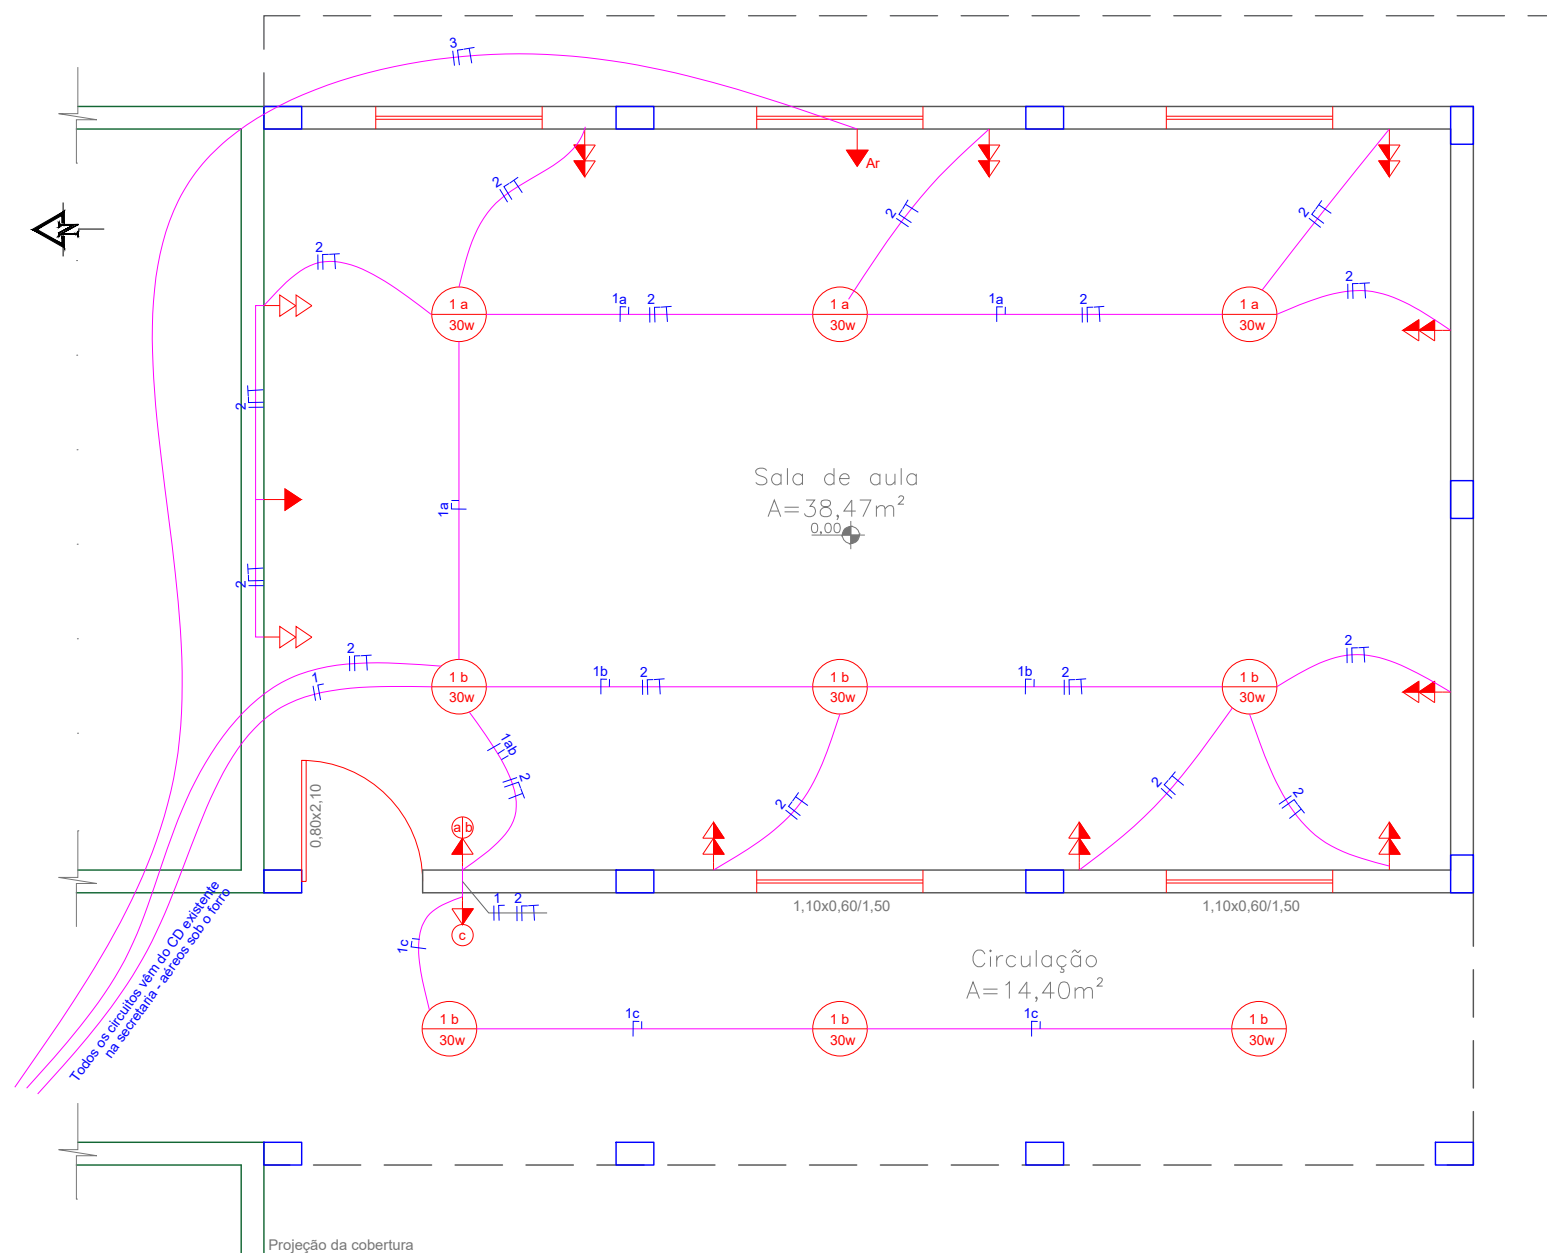 3
2
2
2
2
Ar
N
2
1 a
30w
1a
2
1 a
30w
1a
2
1 a
30w
2
2
1a
Sala de aula
A=38,47m²
0,00
2
2
1
1 b
30w
1b
2
1 b
30w
1b
2
1 b
30w
2
1ab
2
2
2
2
0,80x2,10
a b
1 2
c
1c
1,10x0,60/1,50
1,10x0,60/1,50
Todos os circuitos vêm do CD existente
na secretaria - aéreos sob o forro
Circulação
A=14,40m²
1 b
30w
1c
1 b
30w
1c
1 b
30w
Projeção da cobertura